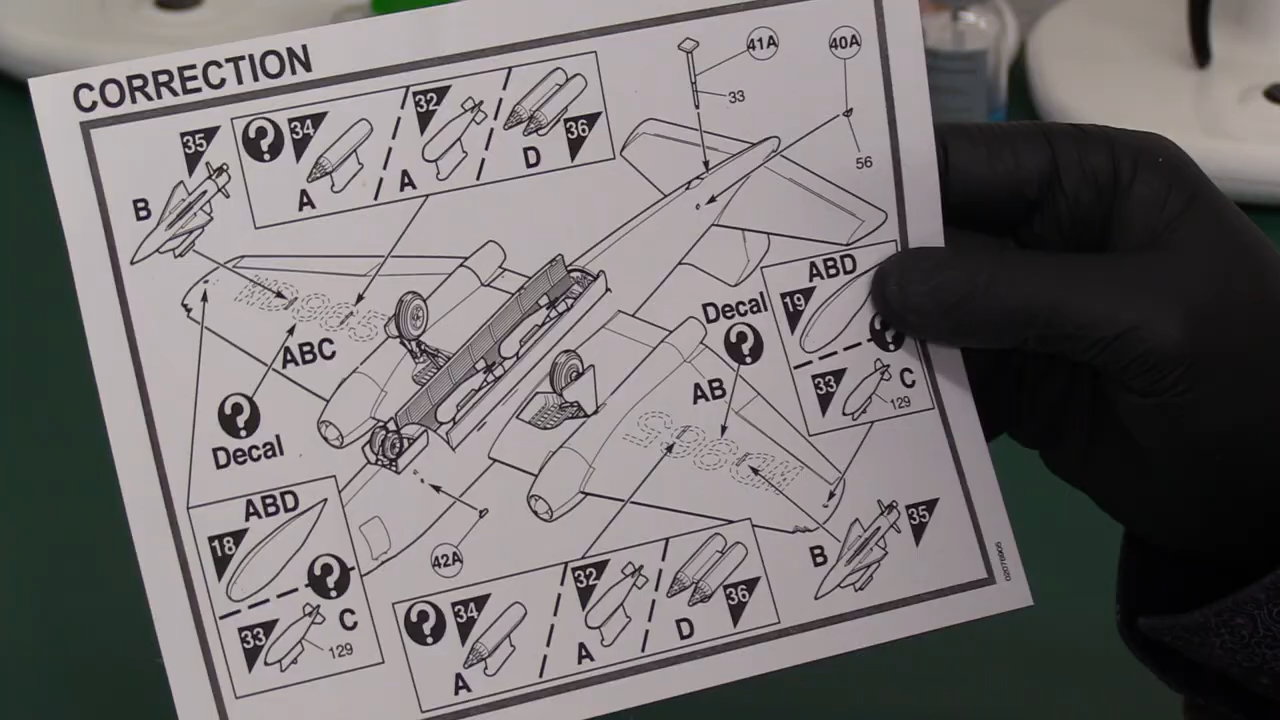 CORRECTION
41A
40A
33
56
35
B
34
A
32
A
D
36
ABC
Decal
Decal
AB
ABD
19
33
C
129
ABD
18
33
C
129
42A
34
A
32
A
D
36
B
35